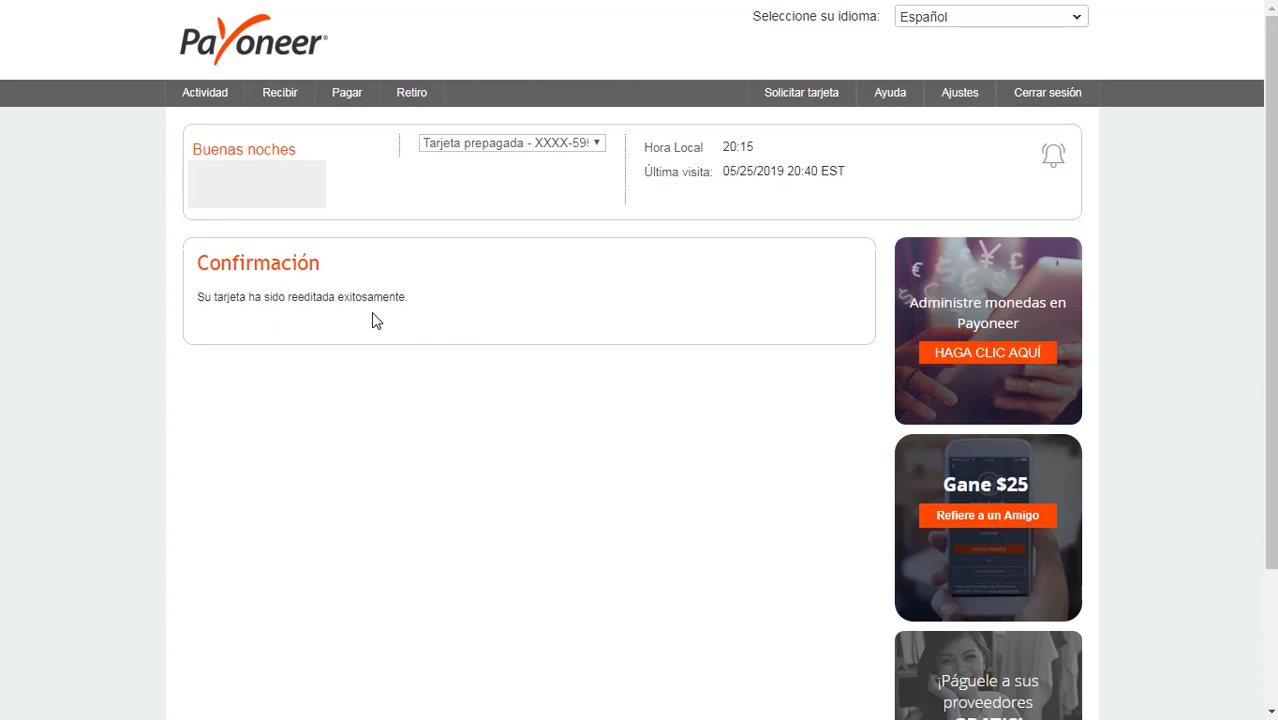 Seleccione su idioma: Español
Payoneer®
Actividad Recibir Pagar Retiro Solicitar tarjeta Ayuda Ajustes Cerrar sesión
Buenas noches
Tarjeta prepagada - XXXX-59
Hora Local 20:15
Última visita: 05/25/2019 20:40 EST
Confirmación
Su tarjeta ha sido reeditada exitosamente.
Administre monedas en
Payoneer
HAGA CLIC AQUÍ
Gane $25
Refiere a un Amigo
¡Páguele a sus
proveedores
GRATIS!